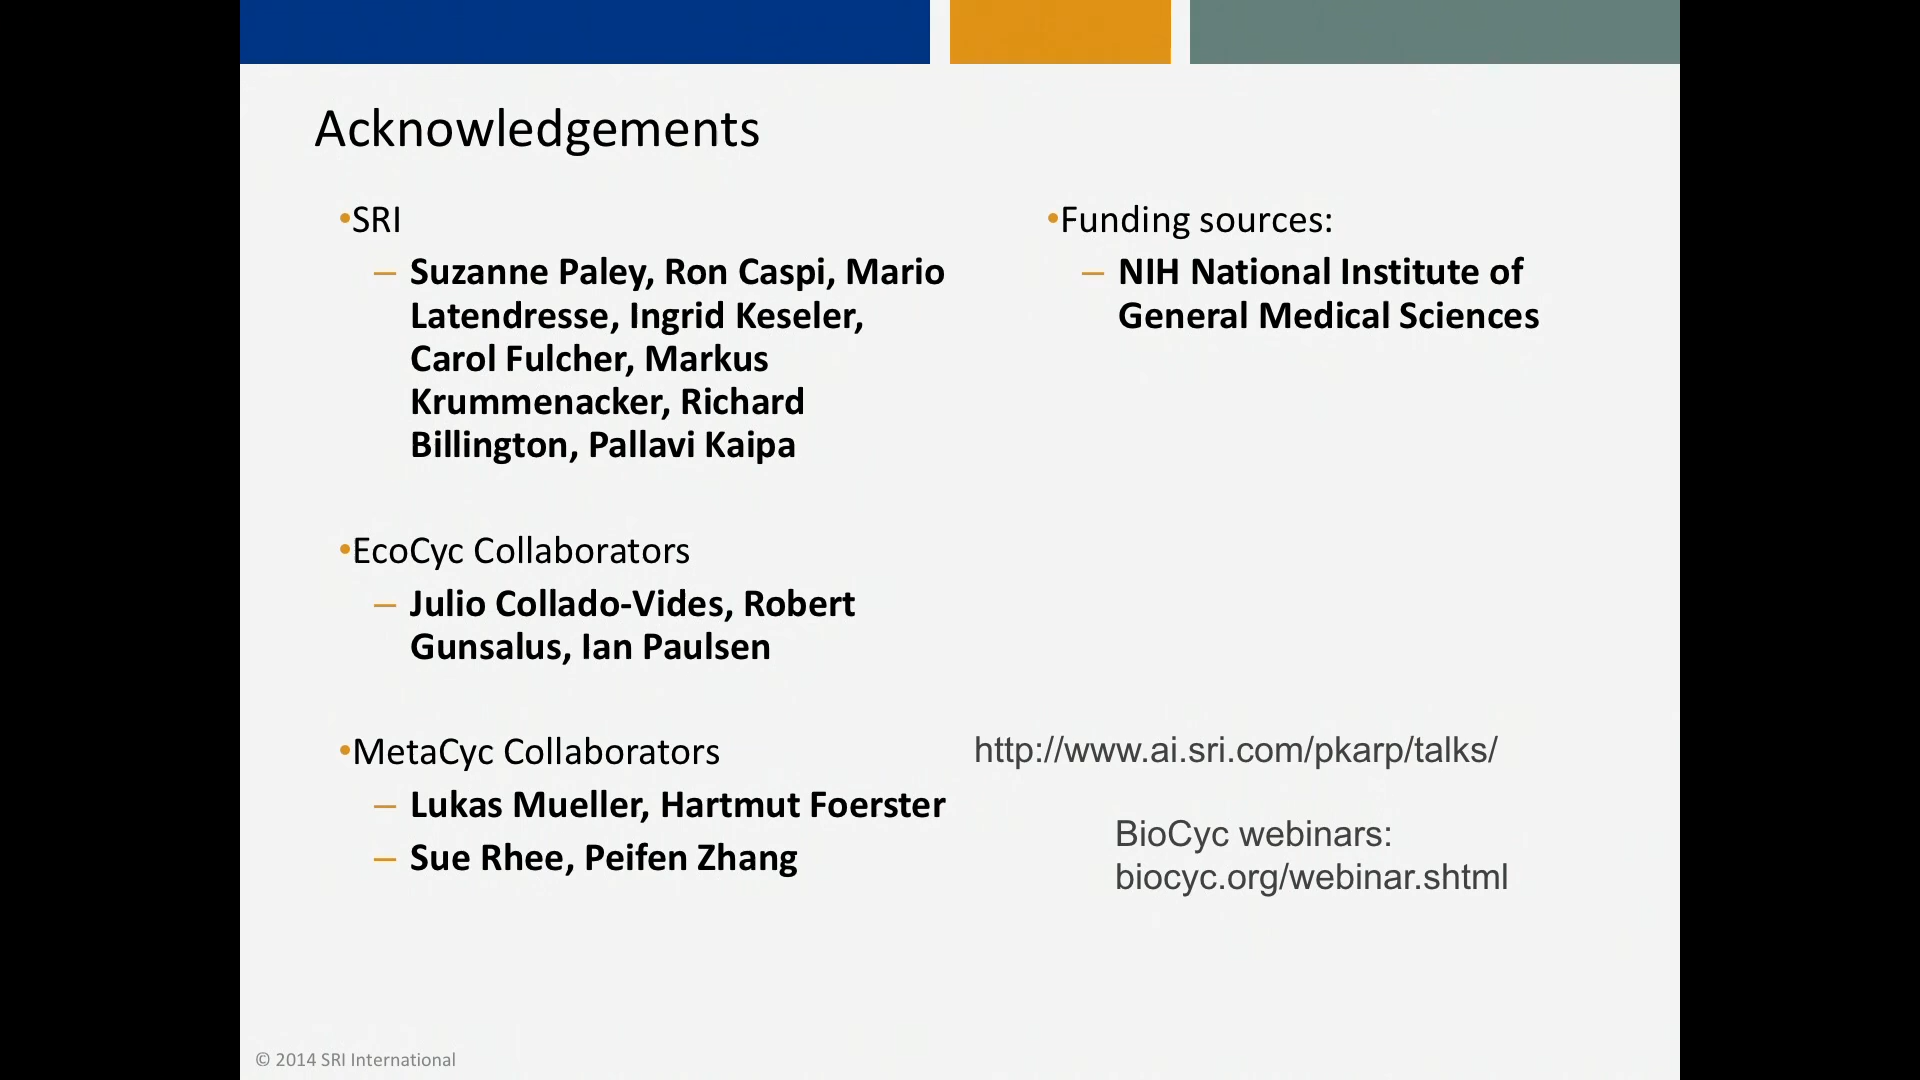 Acknowledgements
•SRI
– Suzanne Paley, Ron Caspi, Mario
Latendresse, Ingrid Keseler,
Carol Fulcher, Markus
Krummenacker, Richard
Billington, Pallavi Kaipa
•EcoCyc Collaborators
– Julio Collado-Vides, Robert
Gunsalus, Ian Paulsen
•MetaCyc Collaborators
– Lukas Mueller, Hartmut Foerster
– Sue Rhee, Peifen Zhang
•Funding sources:
– NIH National Institute of
General Medical Sciences
http://www.ai.sri.com/pkarp/talks/
BioCyc webinars:
biocyc.org/webinar.shtml
© 2014 SRI International